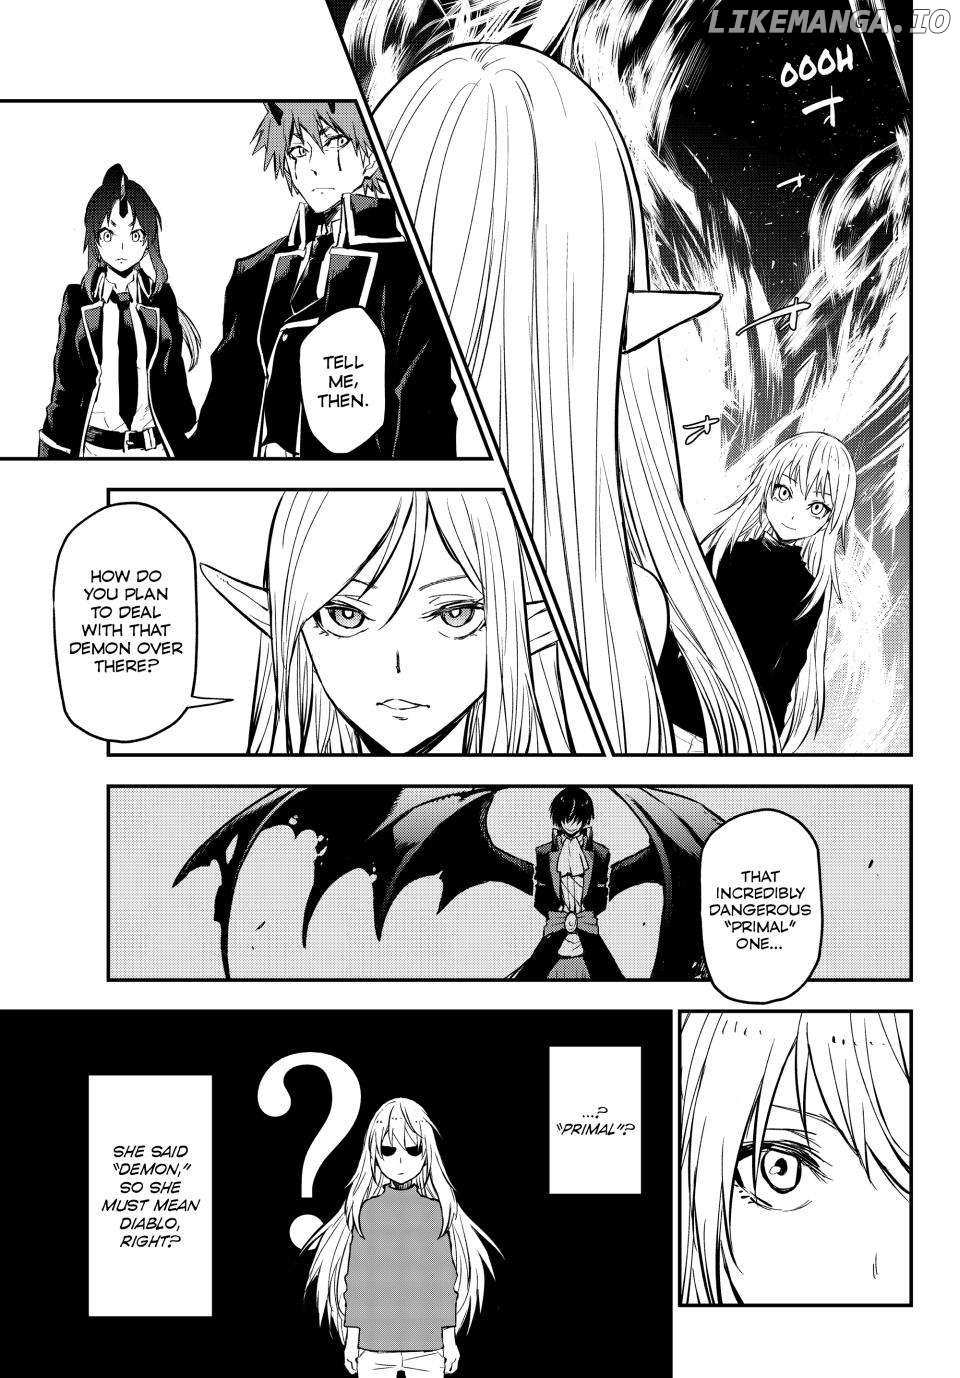 LIKEMANGA.IO
OOOH
TELL
ME,
THEN.
HOW DO
YOU PLAN
TO DEAL
WITH THAT
DEMON OVER
THERE?
THAT
INCREDIBLY
DANGEROUS
"PRIMAL"
ONE...
...?
"PRIMAL"?
?
SHE SAID
"DEMON,"
SO SHE
MUST MEAN
DIABLO,
RIGHT?